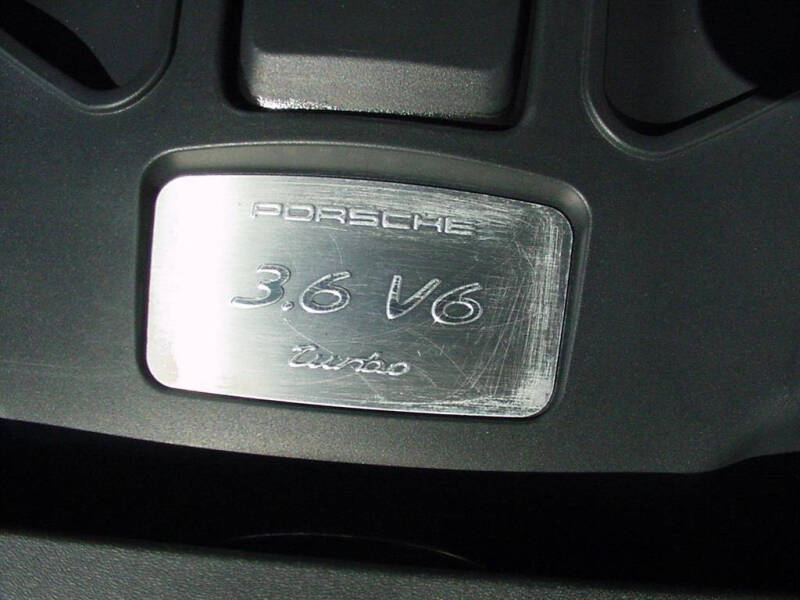 PORSCHE
3.6 V6
turbo